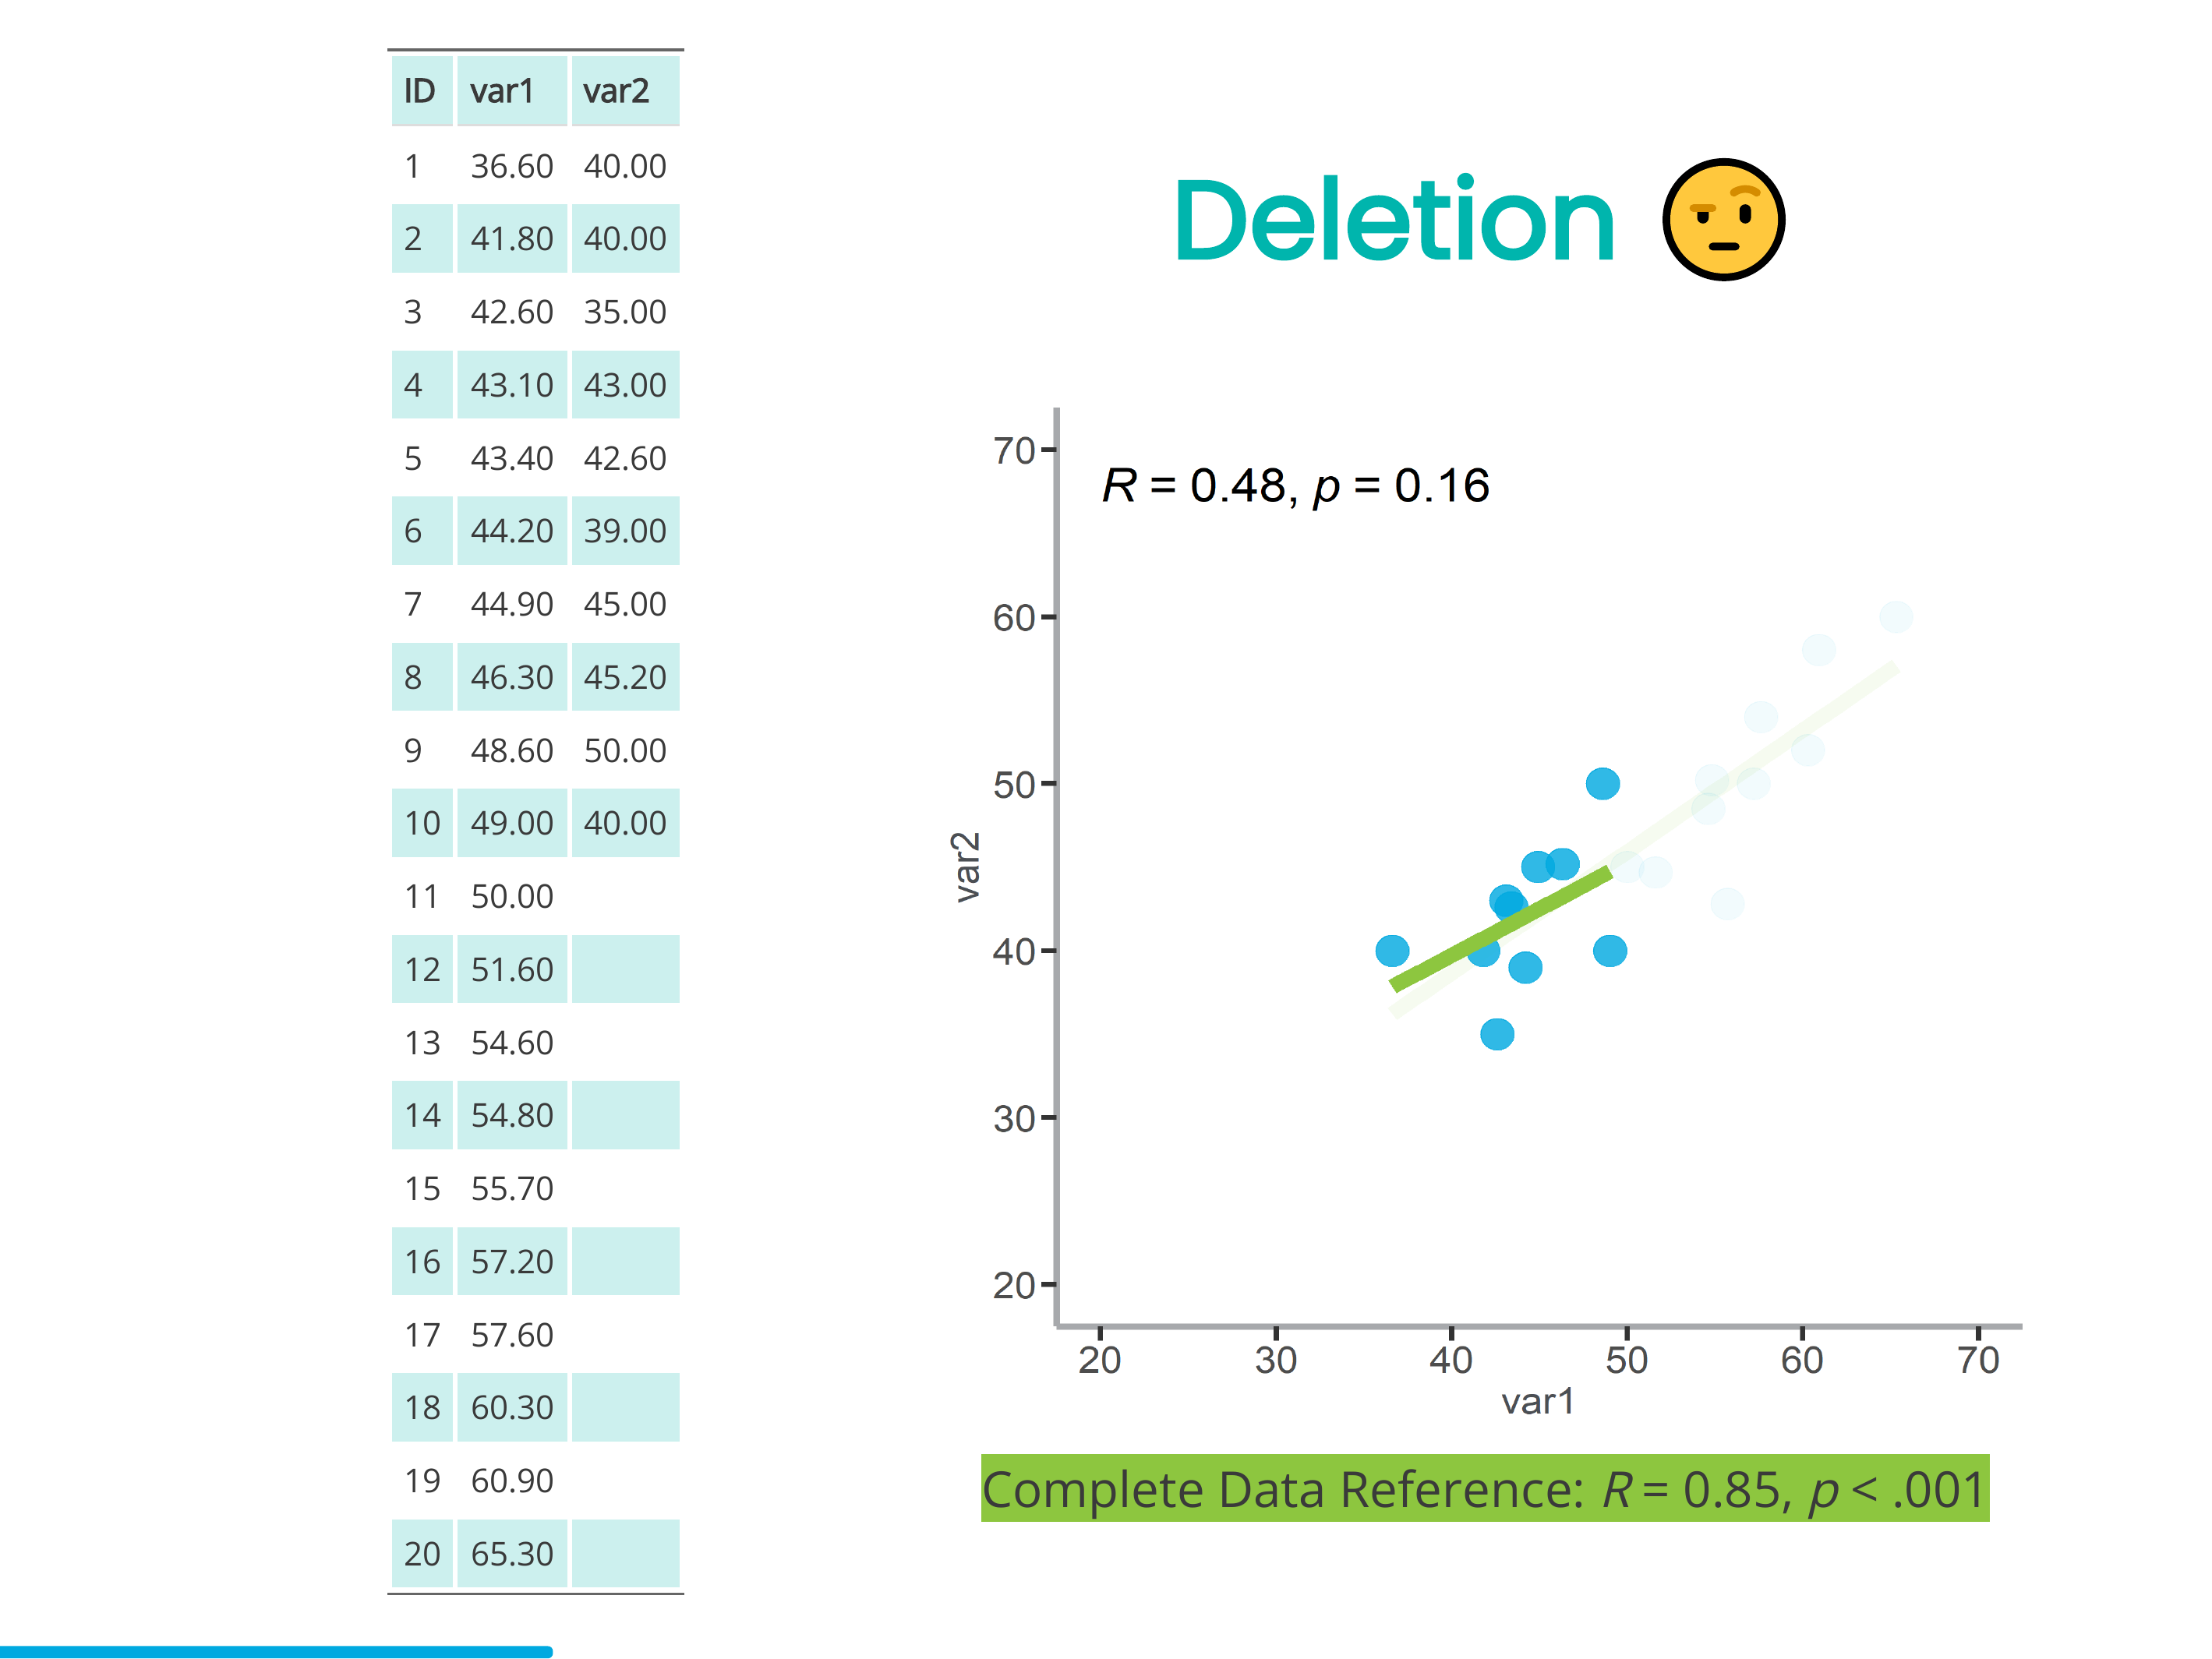 ID var1 var2
1 36.60 40.00
2 41.80 40.00
3 42.60 35.00
4 43.10 43.00
5 43.40 42.60
6 44.20 39.00
7 44.90 45.00
8 46.30 45.20
9 48.60 50.00
10 49.00 40.00
11 50.00
12 51.60
13 54.60
14 54.80
15 55.70
16 57.20
17 57.60
18 60.30
19 60.90
20 65.30
Deletion
R = 0.48, p = 0.16
70
60
50
40
30
20
var2
20 30 40 50 60 70
var1
Complete Data Reference: R = 0.85, p < .001